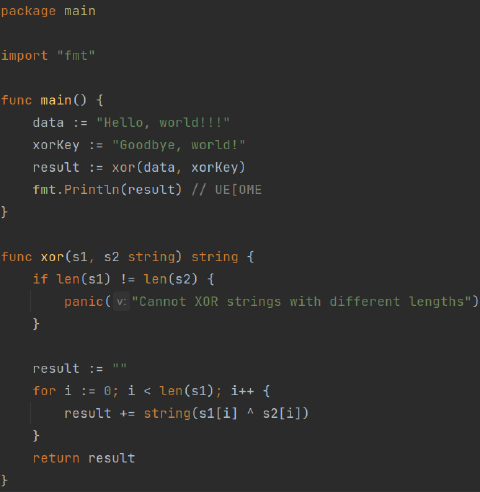 package main
import "fmt"
func main() {
data := "Hello, world!!!"
xorKey := "Goodbye, world!"
result := xor(data, xorKey)
fmt.Println(result) // UE[OME
}
func xor(s1, s2 string) string {
if len(s1) != len(s2) {
panic( v: "Cannot XOR strings with different lengths")
}
result := ""
for i := 0; i < len(s1); i++ {
result += string(s1[i] ^ s2[i])
}
return result
}